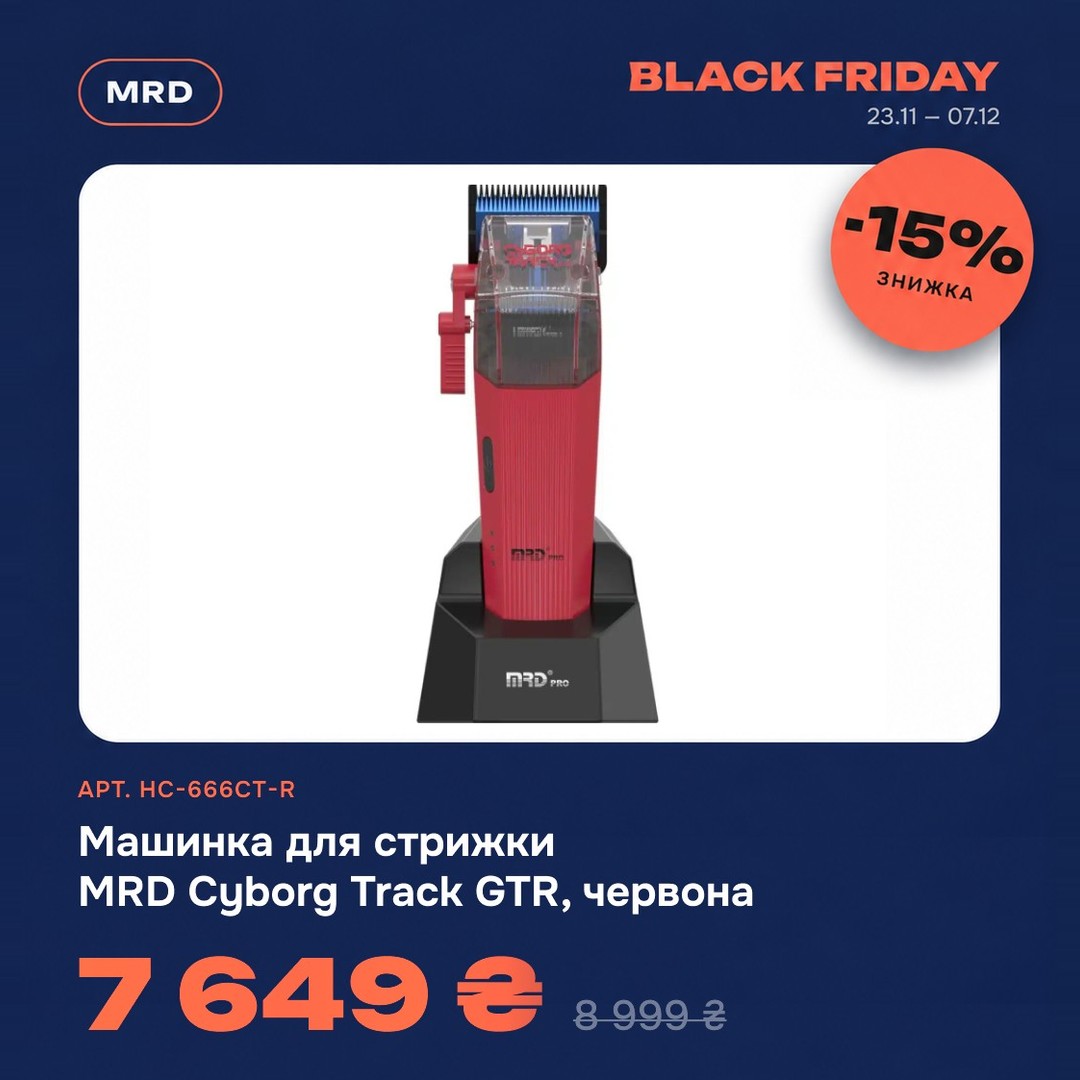 MRD
BLACK FRIDAY
23.11 – 07.12
-15%
ЗНИЖКА
MRD® PRO
MRD® PRO
АРТ. HC-666CT-R
Машинка для стрижки
MRD Cyborg Track GTR, червона
7 649 ₴ 8 999 ₴